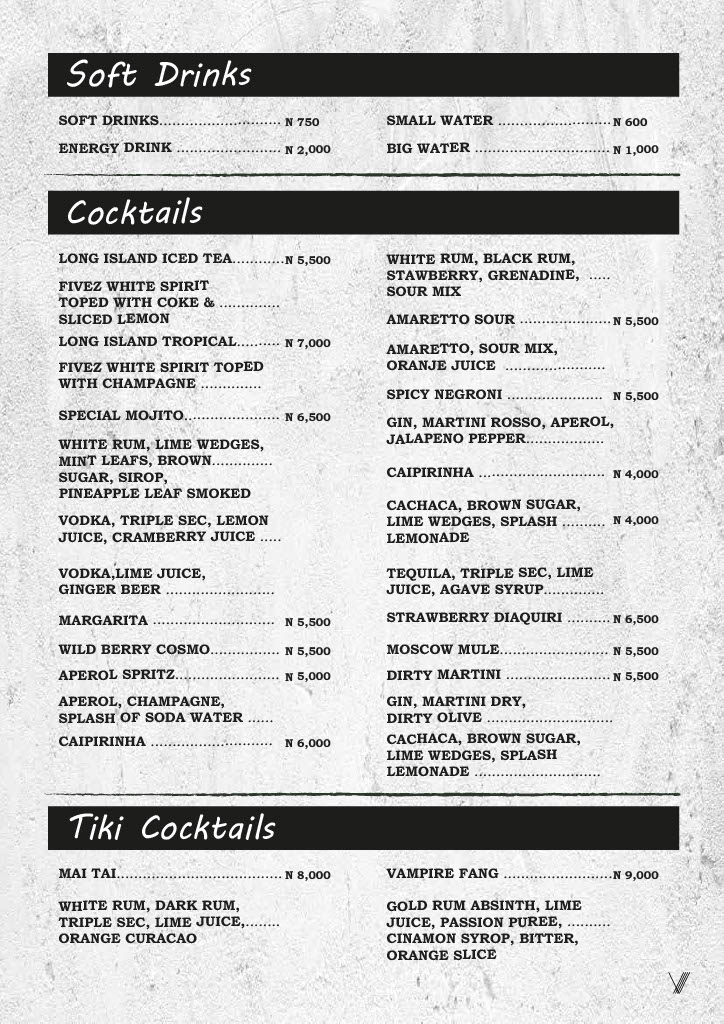 Soft Drinks
SOFT DRINKS............................ N 750
ENERGY DRINK ........................ N 2,000
SMALL WATER .......................... N 600
BIG WATER ............................... N 1,000
Cocktails
LONG ISLAND ICED TEA............N 5,500
FIVEZ WHITE SPIRIT
TOPED WITH COKE & ..............
SLICED LEMON
LONG ISLAND TROPICAL.......... N 7,000
FIVEZ WHITE SPIRIT TOPED
WITH CHAMPAGNE ..............
SPECIAL MOJITO...................... N 6,500
WHITE RUM, LIME WEDGES,
MINT LEAFS, BROWN..............
SUGAR, SIROP,
PINEAPPLE LEAF SMOKED
VODKA, TRIPLE SEC, LEMON
JUICE, CRAMBERRY JUICE .....
VODKA,LIME JUICE,
GINGER BEER .........................
MARGARITA ............................ N 5,500
WILD BERRY COSMO................ N 5,500
APEROL SPRITZ........................ N 5,000
APEROL, CHAMPAGNE,
SPLASH OF SODA WATER ......
CAIPIRINHA ............................ N 6,000
WHITE RUM, BLACK RUM,
STAWBERRY, GRENADINE, .....
SOUR MIX
AMARETTO SOUR .....................N 5,500
AMARETTO, SOUR MIX,
ORANJE JUICE .......................
SPICY NEGRONI ...................... N 5,500
GIN, MARTINI ROSSO, APEROL,
JALAPENO PEPPER..................
CAIPIRINHA ............................. N 4,000
CACHACA, BROWN SUGAR,
LIME WEDGES, SPLASH .......... N 4,000
LEMONADE
TEQUILA, TRIPLE SEC, LIME
JUICE, AGAVE SYRUP..............
STRAWBERRY DIAQUIRI ..........N 6,500
MOSCOW MULE......................... N 5,500
DIRTY MARTINI .........................N 5,500
GIN, MARTINI DRY,
DIRTY OLIVE .............................
CACHACA, BROWN SUGAR,
LIME WEDGES, SPLASH
LEMONADE .............................
Tiki Cocktails
MAI TAI...................................... N 8,000
WHITE RUM, DARK RUM,
TRIPLE SEC, LIME JUICE,........
ORANGE CURACAO
VAMPIRE FANG .........................N 9,000
GOLD RUM ABSINTH, LIME
JUICE, PASSION PUREE, ..........
CINAMON SYROP, BITTER,
ORANGE SLICE